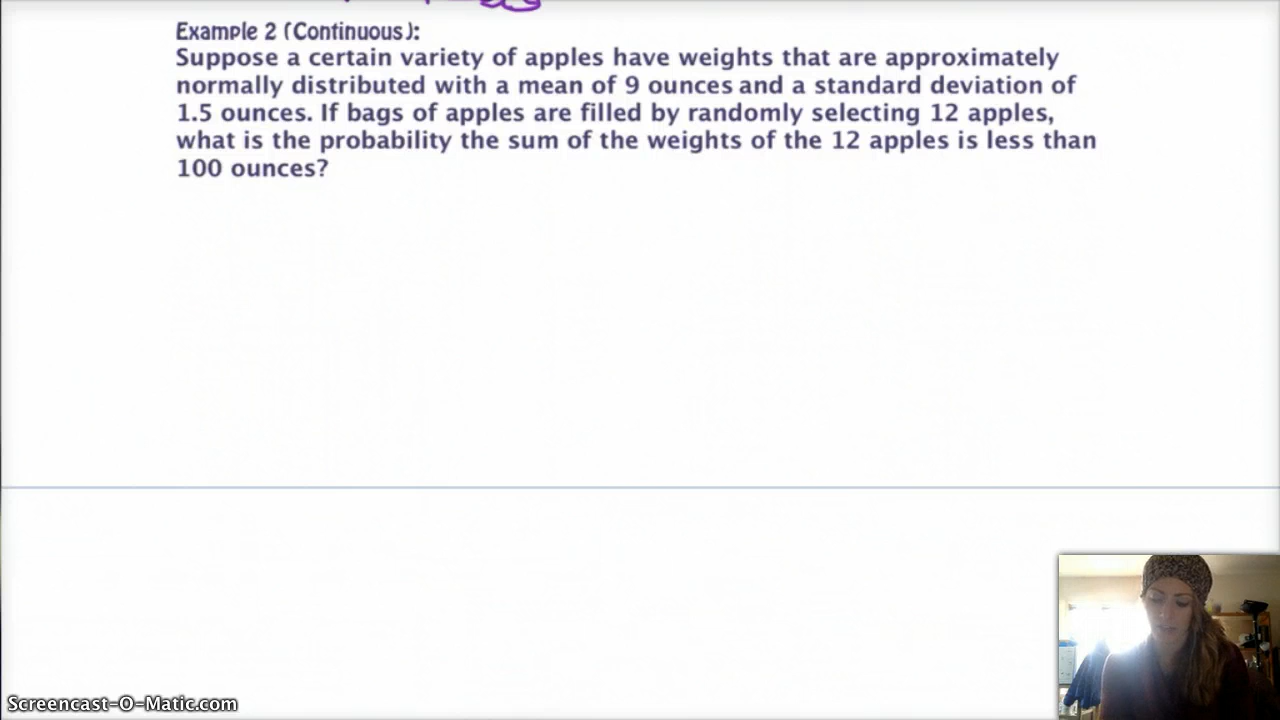 Example 2 (Continuous):
Suppose a certain variety of apples have weights that are approximately
normally distributed with a mean of 9 ounces and a standard deviation of
1.5 ounces. If bags of apples are filled by randomly selecting 12 apples,
what is the probability the sum of the weights of the 12 apples is less than
100 ounces?
Screencast-O-Matic.com